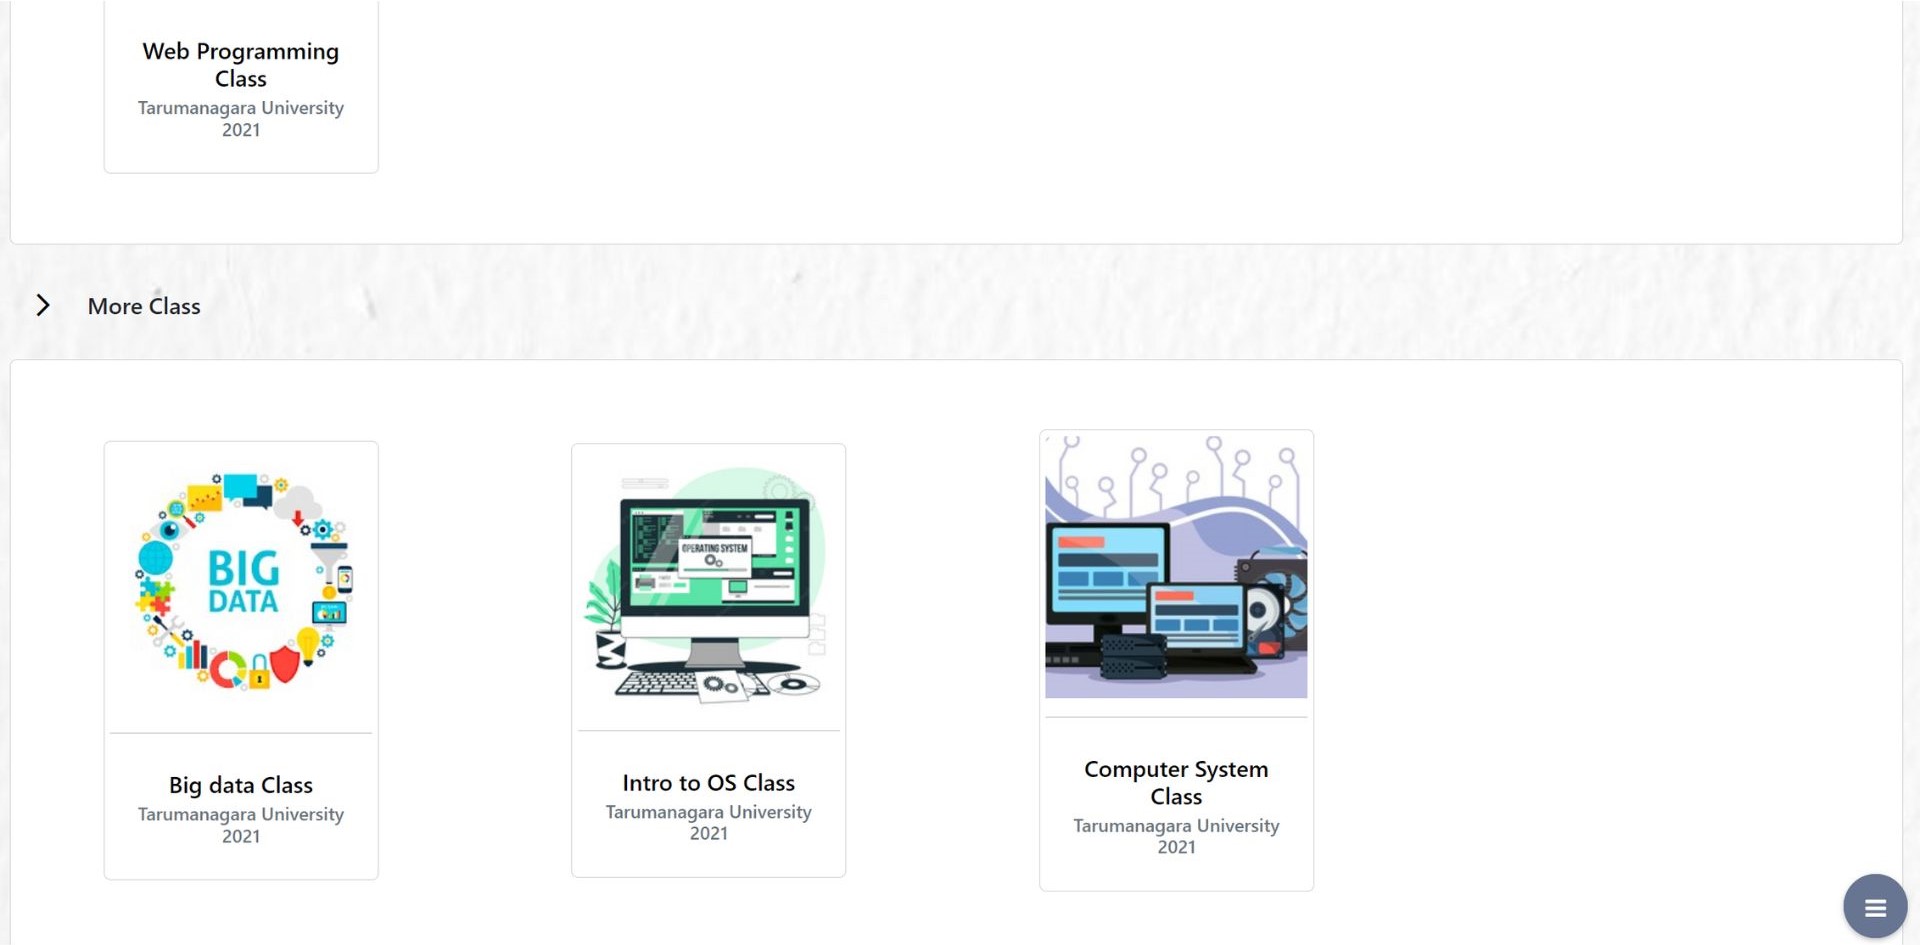 Web Programming
Class
Tarumanagara University
2021
More Class
BIG
DATA
Big data Class
Tarumanagara University
2021
OPERATING SYSTEM
Intro to OS Class
Tarumanagara University
2021
Computer System
Class
Tarumanagara University
2021